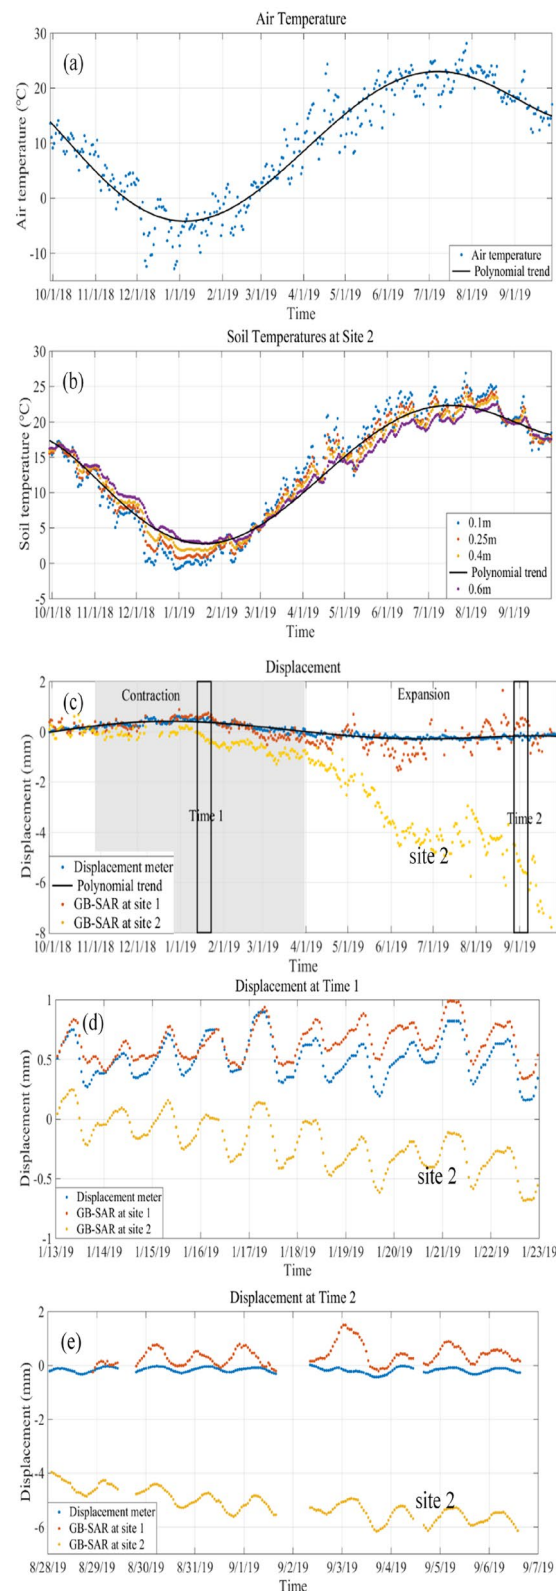 Air Temperature
(a)
30
20
10
0
-10
Air temperature (°C)
Air temperature
Polynomial trend
10/1/18 11/1/18 12/1/18 1/1/19 2/1/19 3/1/19 4/1/19 5/1/19 6/1/19 7/1/19 8/1/19 9/1/19
Time
Soil Temperatures at Site 2
(b)
30
25
20
15
10
5
0
-5
Soil temperature (°C)
0.1m
0.25m
0.4m
Polynomial trend
0.6m
10/1/18 11/1/18 12/1/18 1/1/19 2/1/19 3/1/19 4/1/19 5/1/19 6/1/19 7/1/19 8/1/19 9/1/19
Time
Displacement
(c)
Contraction
Expansion
2
0
-2
-4
-6
-8
Displacement (mm)
Time 1
Time 2
site 2
Displacement meter
Polynomial trend
GB-SAR at site 1
GB-SAR at site 2
10/1/18 11/1/18 12/1/18 1/1/19 2/1/19 3/1/19 4/1/19 5/1/19 6/1/19 7/1/19 8/1/19 9/1/19
Time
Displacement at Time 1
(d)
1
0.5
0
-0.5
-1
Displacement (mm)
site 2
Displacement meter
GB-SAR at site 1
GB-SAR at site 2
1/13/19 1/14/19 1/15/19 1/16/19 1/17/19 1/18/19 1/19/19 1/20/19 1/21/19 1/22/19 1/23/19
Time
Displacement at Time 2
(e)
2
0
-2
-4
-6
Displacement (mm)
site 2
Displacement meter
GB-SAR at site 1
GB-SAR at site 2
8/28/19 8/29/19 8/30/19 8/31/19 9/1/19 9/2/19 9/3/19 9/4/19 9/5/19 9/6/19 9/7/19
Time